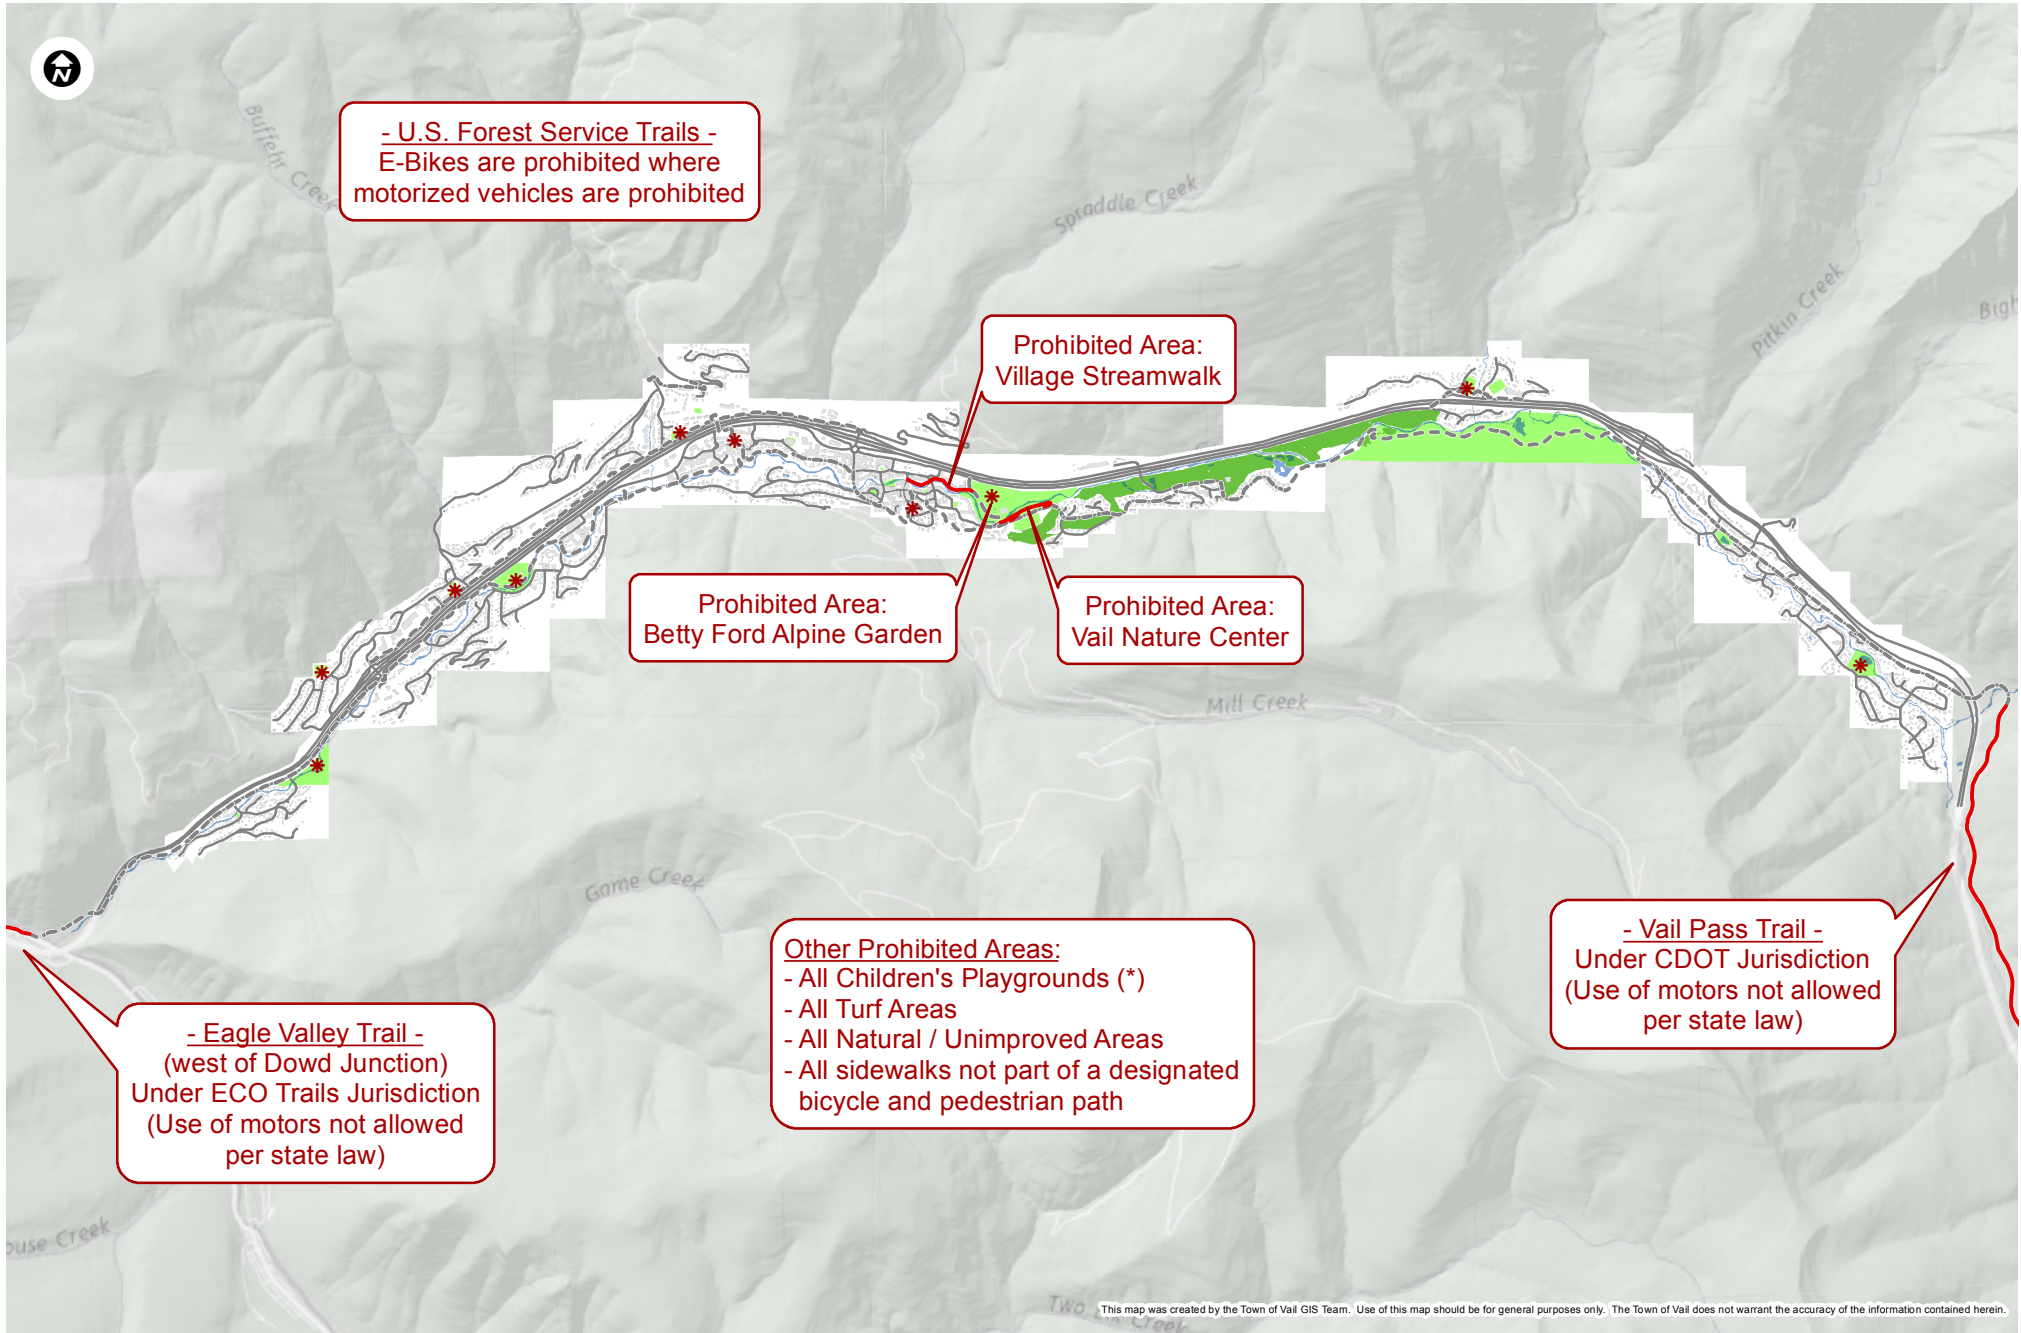 N
Buffehr Creek
- U.S. Forest Service Trails -
E-Bikes are prohibited where
motorized vehicles are prohibited
Spraddle Creek
Pitkin Creek
Bigh
Prohibited Area:
Village Streamwalk
Prohibited Area:
Betty Ford Alpine Garden
Prohibited Area:
Vail Nature Center
Mill Creek
Game Creek
Other Prohibited Areas:
- All Children's Playgrounds (*)
- All Turf Areas
- All Natural / Unimproved Areas
- All sidewalks not part of a designated
bicycle and pedestrian path
- Vail Pass Trail -
Under CDOT Jurisdiction
(Use of motors not allowed
per state law)
- Eagle Valley Trail -
(west of Dowd Junction)
Under ECO Trails Jurisdiction
(Use of motors not allowed
per state law)
ouse Creek
Two Elk Creek
This map was created by the Town of Vail GIS Team. Use of this map should be for general purposes only. The Town of Vail does not warrant the accuracy of the information contained herein.